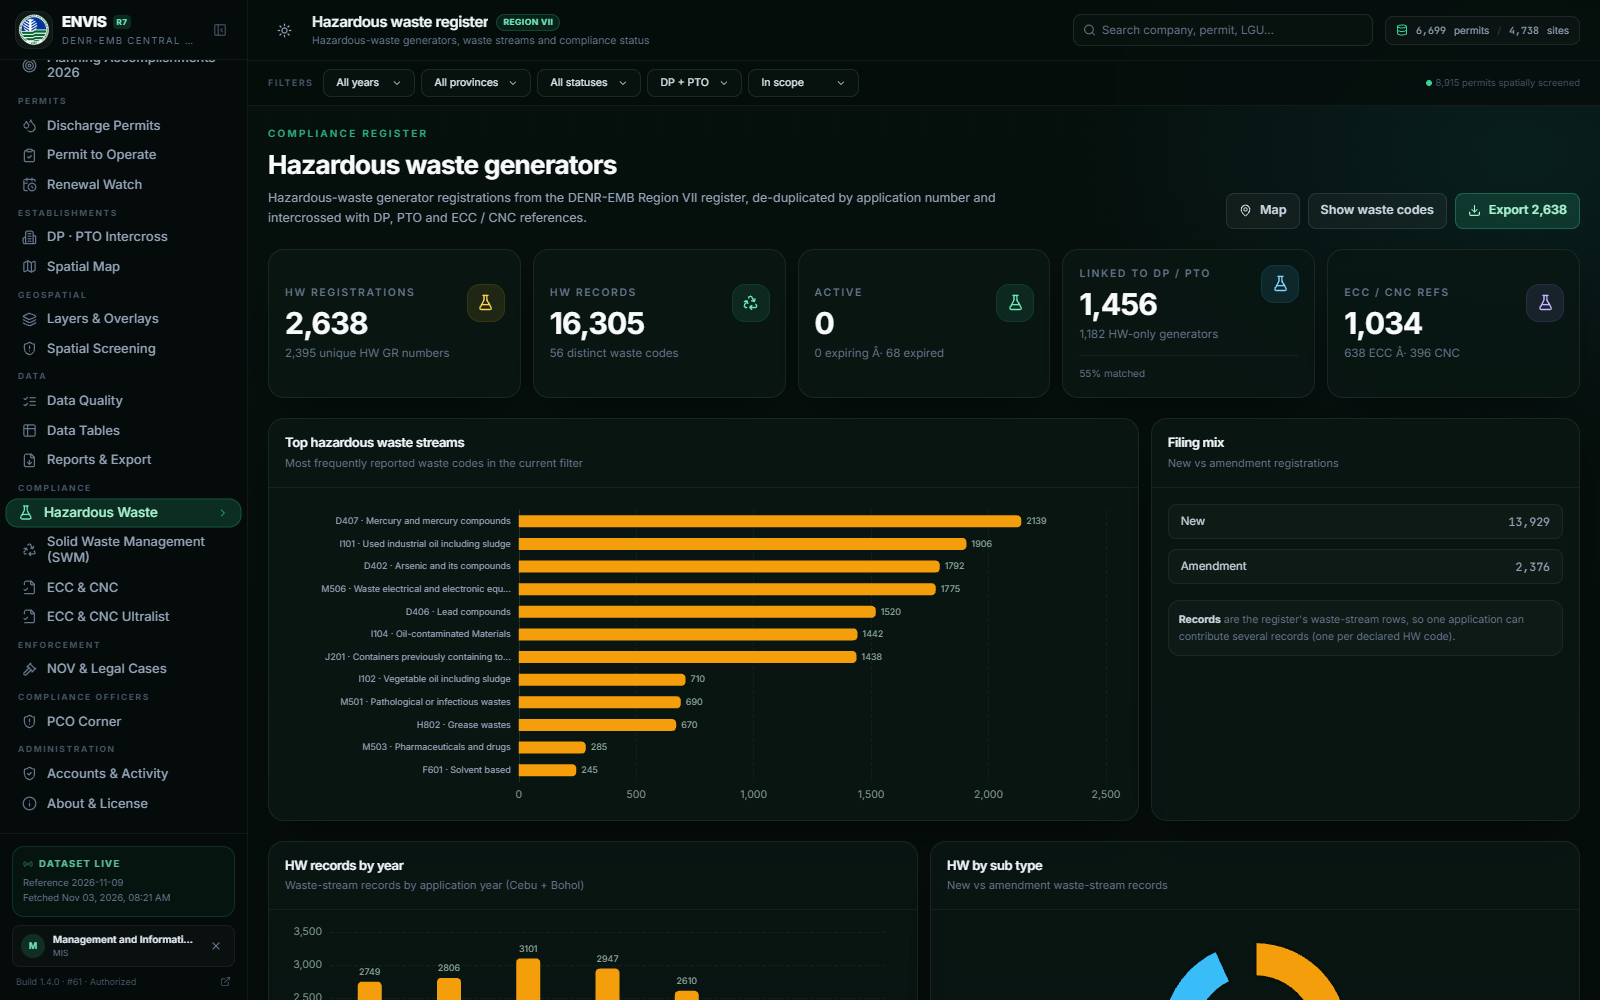 ENVIS R7
DENR-EMB CENTRAL ...
Planning Accomplishments
2026
PERMITS
Discharge Permits
Permit to Operate
Renewal Watch
ESTABLISHMENTS
DP · PTO Intercross
Spatial Map
GEOSPATIAL
Layers & Overlays
Spatial Screening
DATA
Data Quality
Data Tables
Reports & Export
COMPLIANCE
Hazardous Waste
Solid Waste Management
(SWM)
ECC & CNC
ECC & CNC Ultralist
ENFORCEMENT
NOV & Legal Cases
COMPLIANCE OFFICERS
PCO Corner
ADMINISTRATION
Accounts & Activity
About & License
DATASET LIVE
Reference 2026-11-09
Fetched Nov 03, 2026, 08:21 AM
M
Management and Informati...
MIS
Build 1.4.0 · #61 · Authorized
Hazardous waste register REGION VII
Hazardous-waste generators, waste streams and compliance status
Search company, permit, LGU...
6,699 permits / 4,738 sites
FILTERS All years All provinces All statuses DP + PTO In scope
8,915 permits spatially screened
COMPLIANCE REGISTER
Hazardous waste generators
Hazardous-waste generator registrations from the DENR-EMB Region VII register, de-duplicated by application number and
intercrossed with DP, PTO and ECC / CNC references.
Map
Show waste codes
Export 2,638
HW REGISTRATIONS
2,638
2,395 unique HW GR numbers
HW RECORDS
16,305
56 distinct waste codes
ACTIVE
0
0 expiring Â· 68 expired
LINKED TO DP / PTO
1,456
1,182 HW-only generators
55% matched
ECC / CNC REFS
1,034
638 ECC Â· 396 CNC
Top hazardous waste streams
Most frequently reported waste codes in the current filter
D407 · Mercury and mercury compounds 2139
I101 · Used industrial oil including sludge 1906
D402 · Arsenic and its compounds 1792
M506 · Waste electrical and electronic equ... 1775
D406 · Lead compounds 1520
I104 · Oil-contaminated Materials 1442
J201 · Containers previously containing to... 1438
I102 · Vegetable oil including sludge 710
M501 · Pathological or infectious wastes 690
H802 · Grease wastes 670
M503 · Pharmaceuticals and drugs 285
F601 · Solvent based 245
0 500 1,000 1,500 2,000 2,500
Filing mix
New vs amendment registrations
New 13,929
Amendment 2,376
Records are the register's waste-stream rows, so one application can
contribute several records (one per declared HW code).
HW records by year
Waste-stream records by application year (Cebu + Bohol)
3,500
3,000
2,500
2749
2806
3101
2947
2610
HW by sub type
New vs amendment waste-stream records